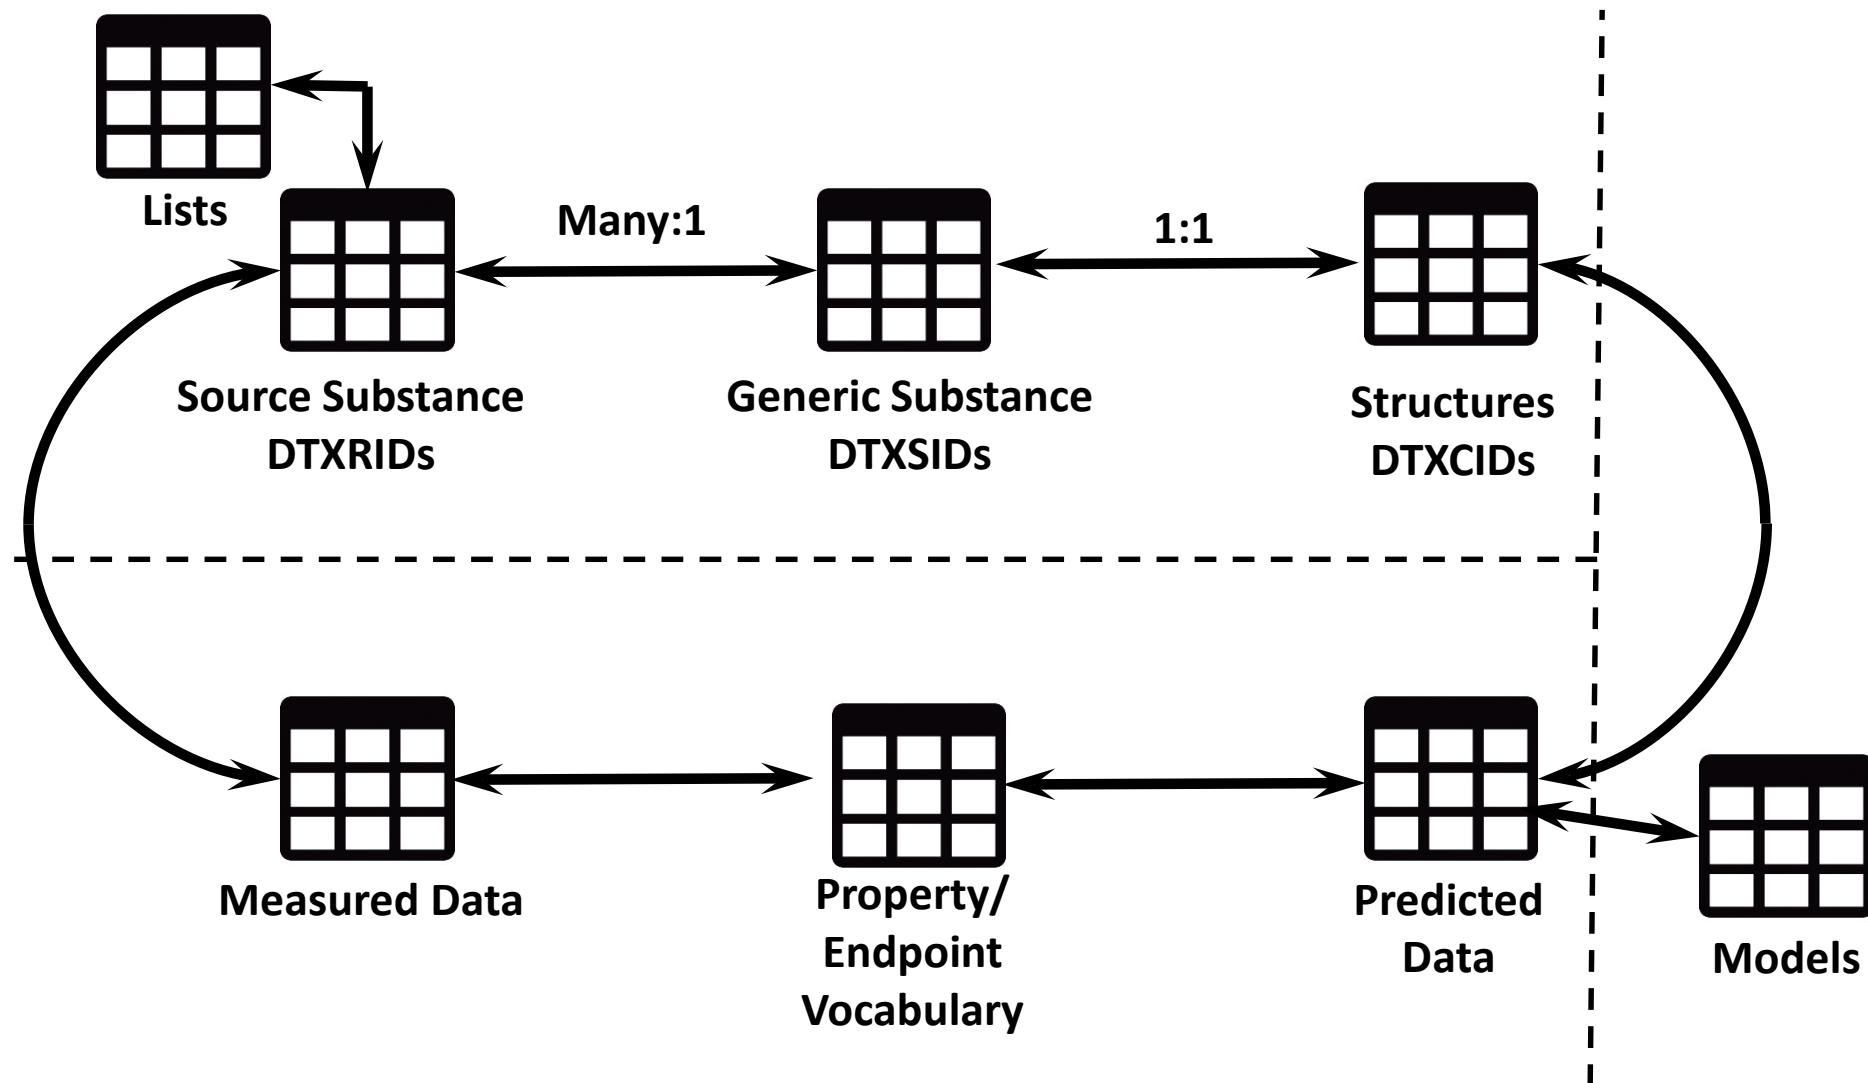 Lists
Many:1
1:1
Source Substance
DTXRIDs
Generic Substance
DTXSIDs
Structures
DTXCIDs
Measured Data
Property/
Endpoint
Vocabulary
Predicted
Data
Models